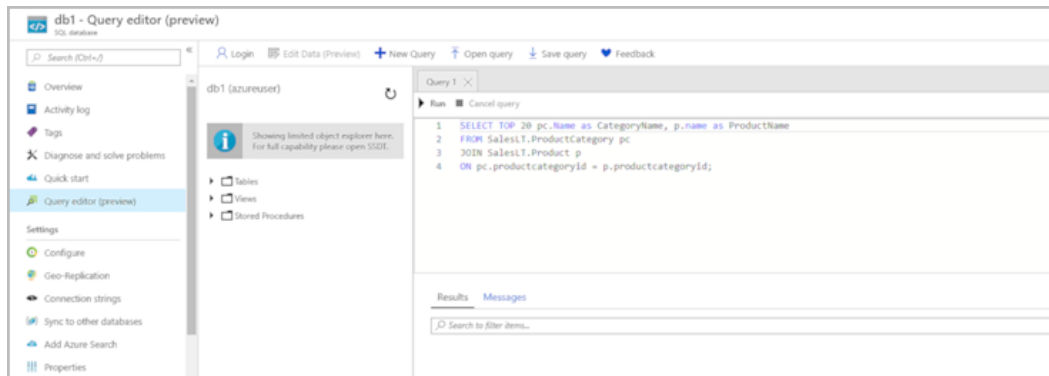 db1 - Query editor (preview)
SQL database
Search (Ctrl+/)
«
Overview
Activity log
Tags
Diagnose and solve problems
Quick start
Query editor (preview)
Settings
Configure
Geo-Replication
Connection strings
Sync to other databases
Add Azure Search
Properties
Login Edit Data (Preview) New Query Open query Save query Feedback
db1 (azureuser)
Showing limited object explorer here.
For full capability please open SSDT.
Tables
Views
Stored Procedures
Query 1
Run Cancel query
1 SELECT TOP 20 pc.Name as CategoryName, p.name as ProductName
2 FROM SalesLT.ProductCategory pc
3 JOIN SalesLT.Product p
4 ON pc.productcategoryid = p.productcategoryid;
Results Messages
Search to filter items...